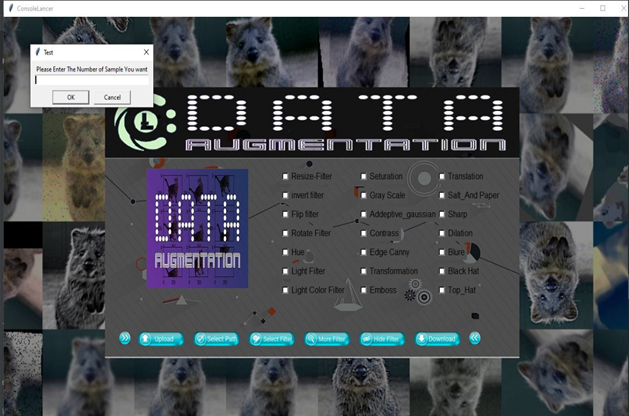 ConsoleLancer
Test
Please Enter The Number of Sample You want
OK
Cancel
DATA
AUGMENTATION
DATA
AUGMENTATION
Resize-Filter
invert filter
Flip filter
Rotate Filter
Hue
Light Filter
Light Color Filter
Seturation
Gray Scale
Addeptive_gaussian
Contrass
Edge Canny
Transformation
Emboss
Translation
Salt_And Paper
Sharp
Dilation
Blure
Black Hat
Top_Hat
Upload
Select Path
Select Filter
More Filter
Hide Filter
Download